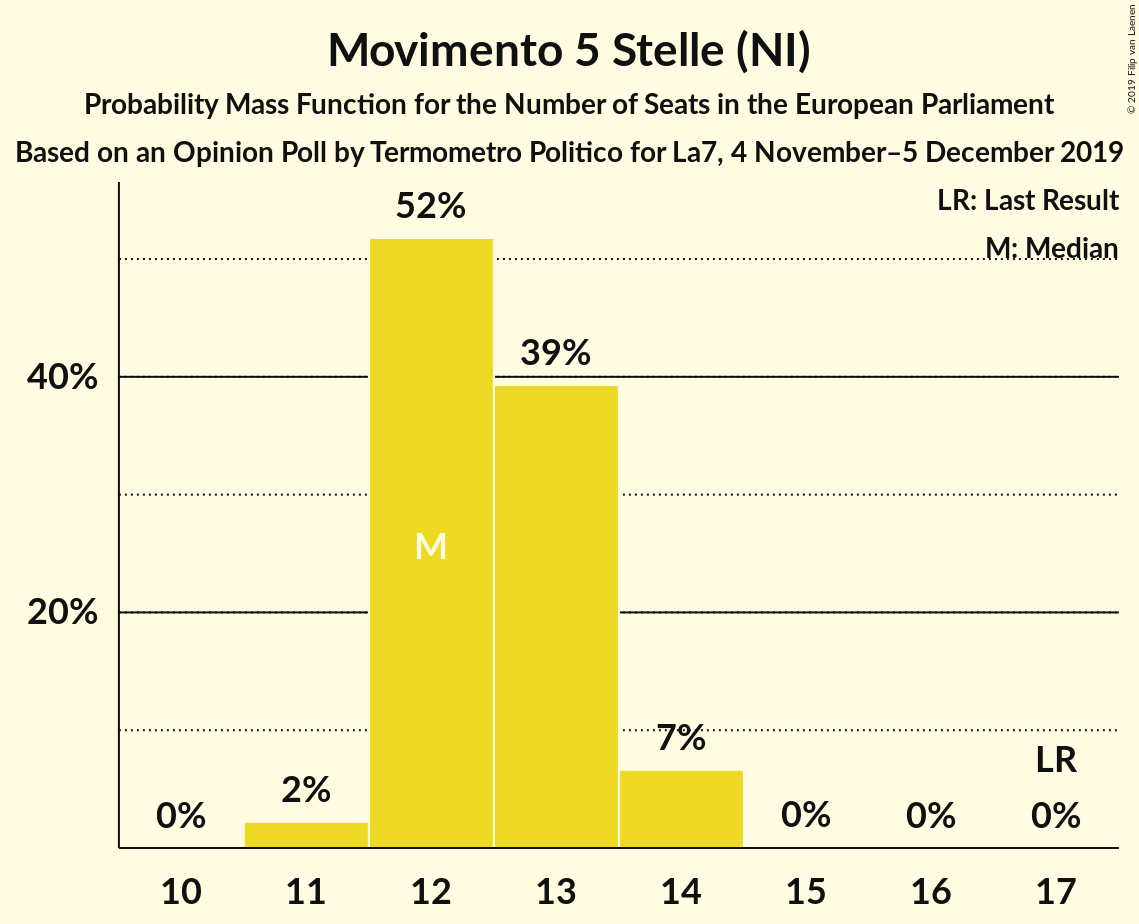 Movimento 5 Stelle (NI)
Probability Mass Function for the Number of Seats in the European Parliament
Based on an Opinion Poll by Termometro Politico for La7, 4 November–5 December 2019
© 2019 Filip van Laenen
LR: Last Result
M: Median
52%
39%
40%
M
20%
7%
LR
2%
0%
0%
0%
0%
10 11 12 13 14 15 16 17